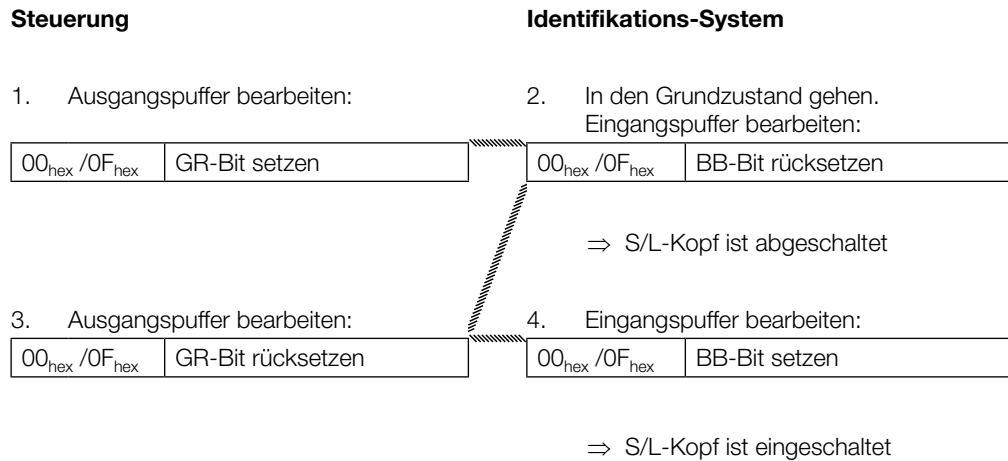 Steuerung
Identifikations-System
1. Ausgangspuffer bearbeiten:
2. In den Grundzustand gehen.
Eingangspuffer bearbeiten:
00hex /0Fhex GR-Bit setzen
00hex /0Fhex BB-Bit rücksetzen
⇒ S/L-Kopf ist abgeschaltet
3. Ausgangspuffer bearbeiten:
4. Eingangspuffer bearbeiten:
00hex /0Fhex GR-Bit rücksetzen
00hex /0Fhex BB-Bit setzen
⇒ S/L-Kopf ist eingeschaltet